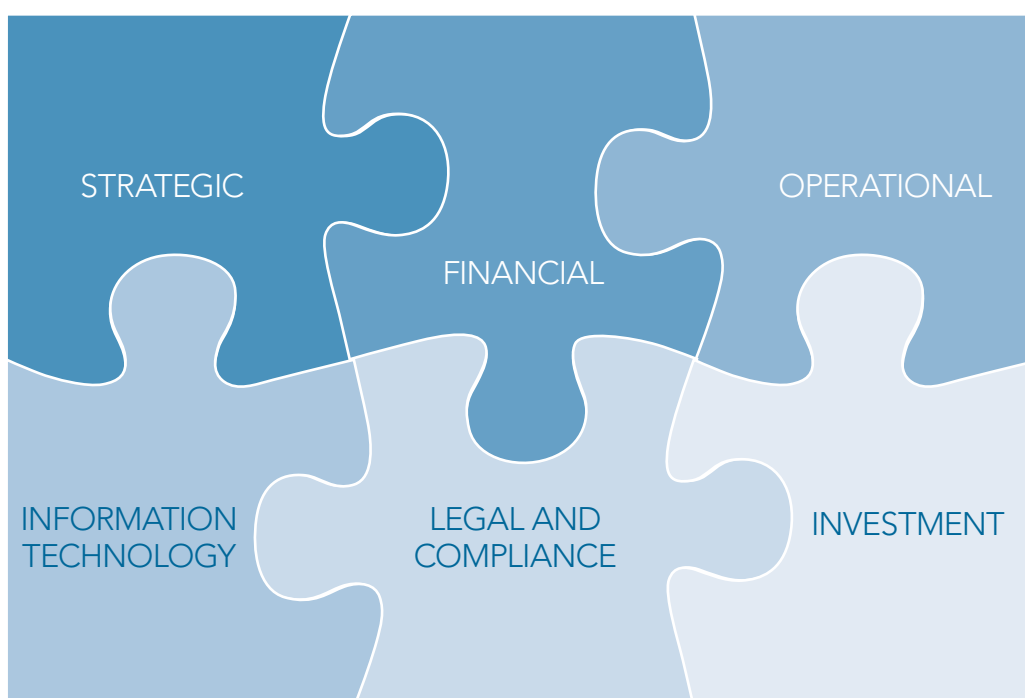 STRATEGIC
OPERATIONAL
FINANCIAL
INFORMATION
TECHNOLOGY
LEGAL AND
COMPLIANCE
INVESTMENT